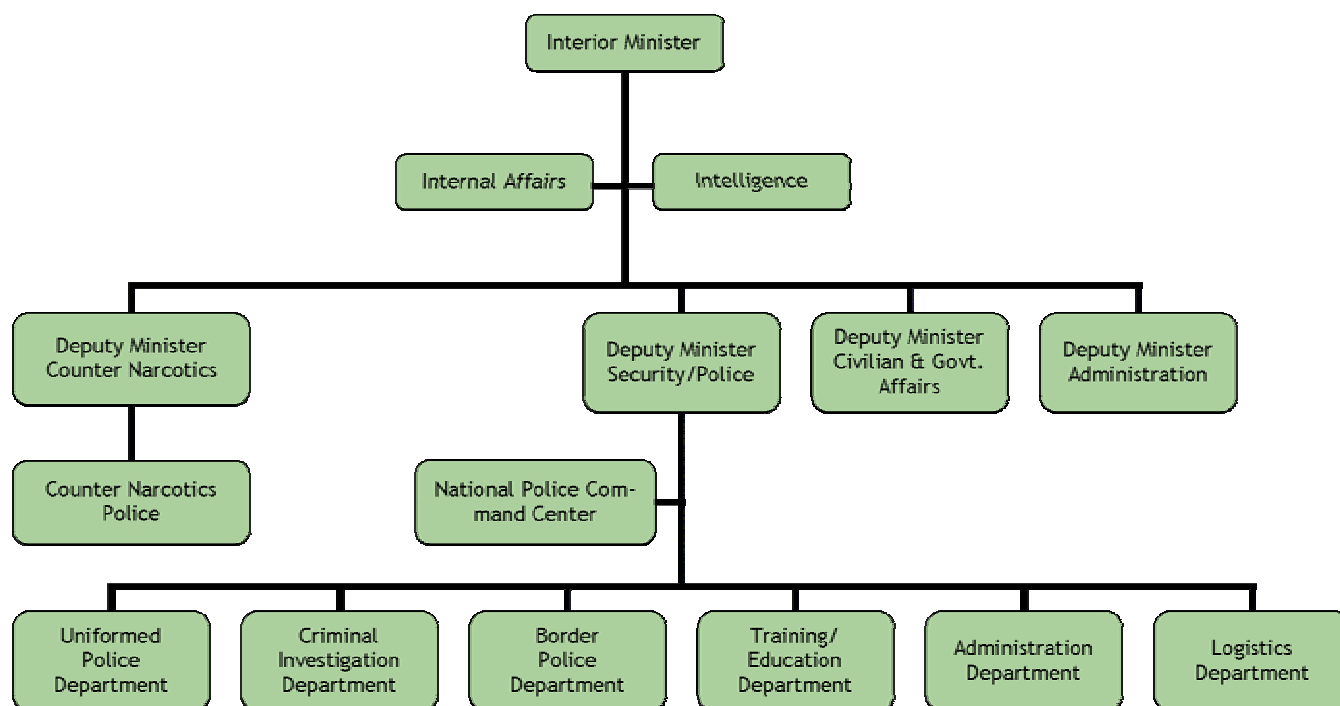 Interior Minister
Internal Affairs
Intelligence
Deputy Minister
Counter Narcotics
Deputy Minister
Security/Police
Deputy Minister
Civilian & Govt.
Affairs
Deputy Minister
Administration
Counter Narcotics
Police
National Police Com-
mand Center
Uniformed
Police
Department
Criminal
Investigation
Department
Border
Police
Department
Training/
Education
Department
Administration
Department
Logistics
Department